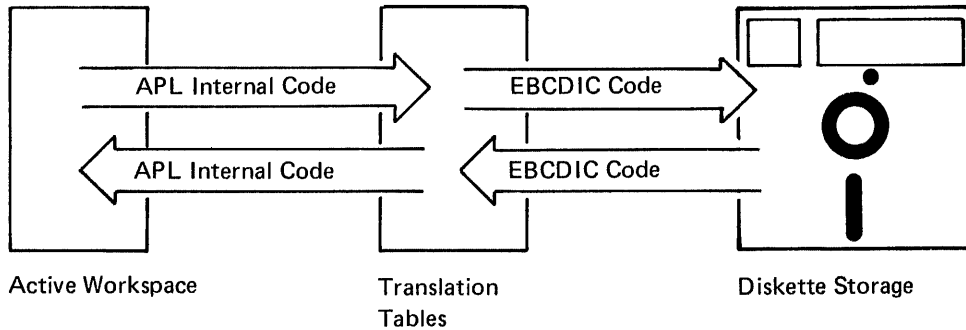 APL Internal Code EBCDIC Code
APL Internal Code EBCDIC Code
Active Workspace Translation Tables Diskette Storage